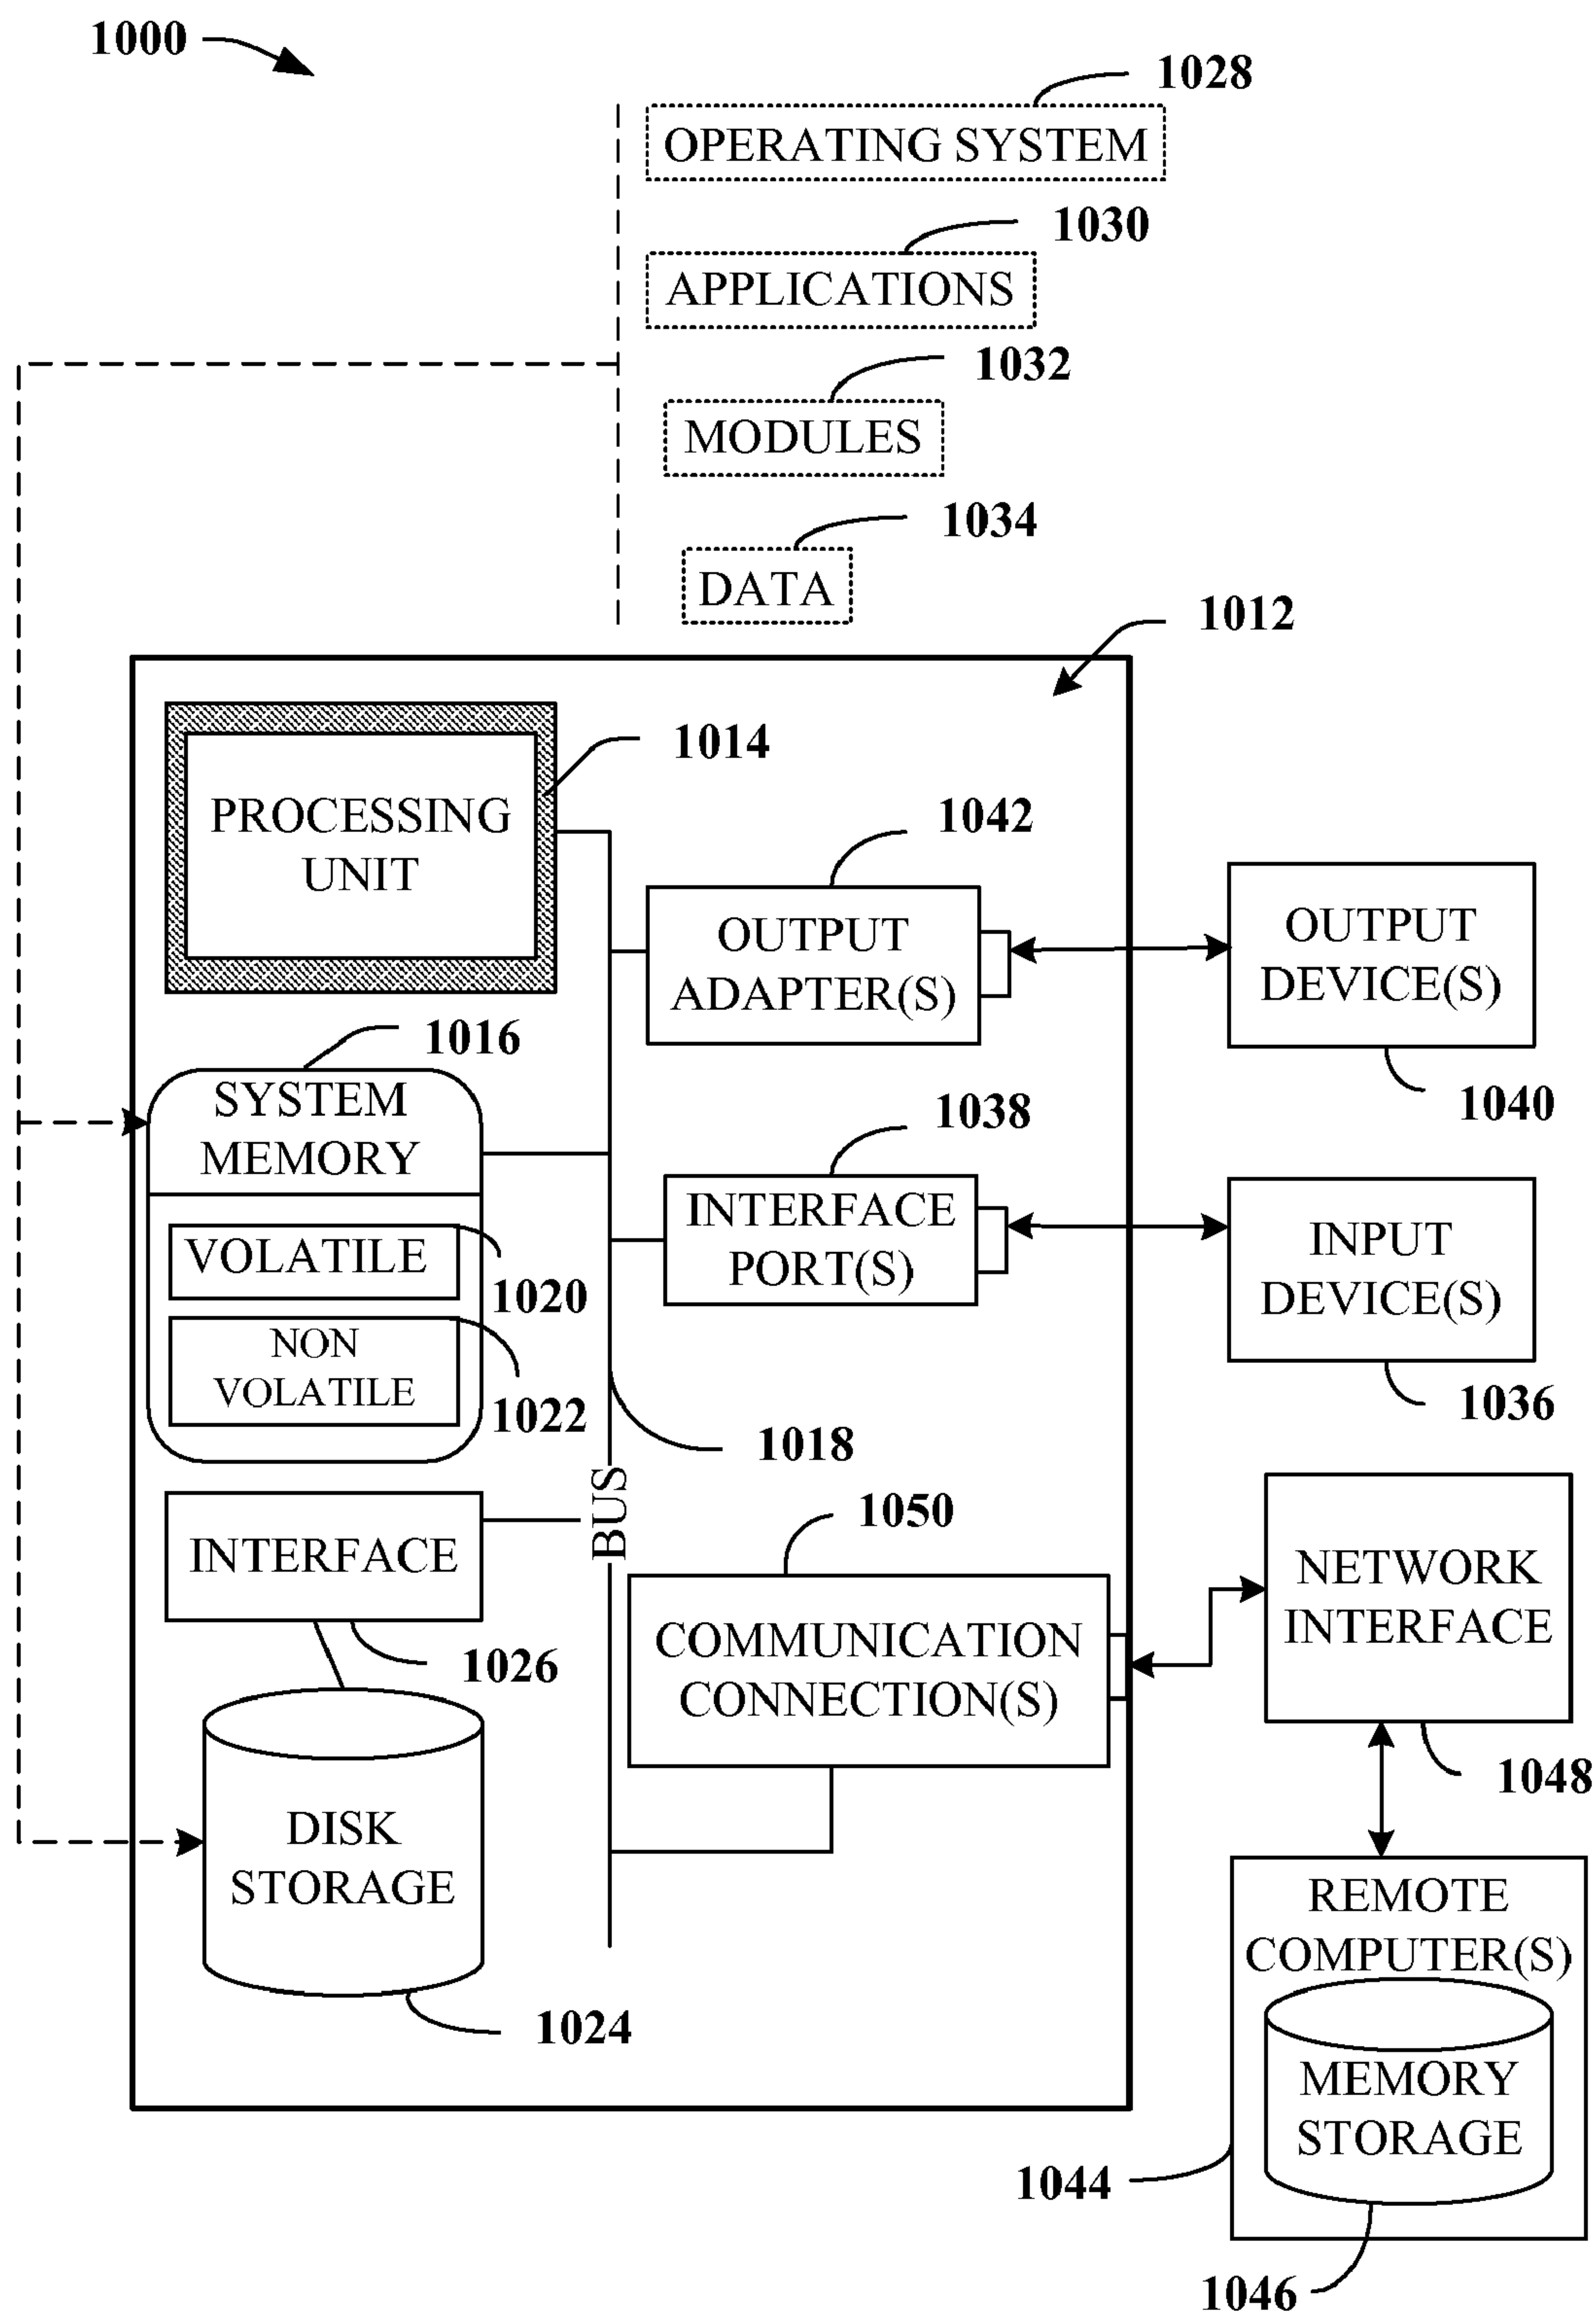 1000
1028
OPERATING SYSTEM
1030
APPLICATIONS
1032
MODULES
1034
DATA
1012
PROCESSING
UNIT
1014
1042
OUTPUT
ADAPTER(S)
OUTPUT
DEVICE(S)
1040
1016
SYSTEM
MEMORY
1038
INTERFACE
PORT(S)
INPUT
DEVICE(S)
1036
VOLATILE
1020
NON
VOLATILE
1022
1018
BUS
INTERFACE
1026
1050
COMMUNICATION
CONNECTION(S)
NETWORK
INTERFACE
1048
DISK
STORAGE
1024
REMOTE
COMPUTER(S)
MEMORY
STORAGE
1044
1046